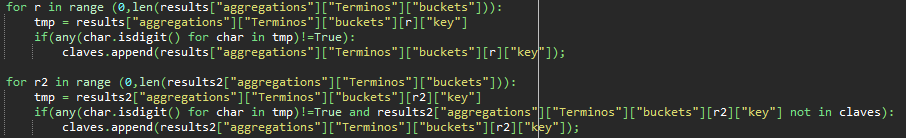 for r in range (0,len(results["aggregations"]["Terminos"]["buckets"])):
    tmp = results["aggregations"]["Terminos"]["buckets"][r]["key"]
    if(any(char.isdigit() for char in tmp)!=True):
        claves.append(results["aggregations"]["Terminos"]["buckets"][r]["key"]);
for r2 in range (0,len(results2["aggregations"]["Terminos"]["buckets"])):
    tmp = results2["aggregations"]["Terminos"]["buckets"][r2]["key"]
    if(any(char.isdigit() for char in tmp)!=True and results2["aggregations"]["Terminos"]["buckets"][r2]["key"] not in claves):
        claves.append(results2["aggregations"]["Terminos"]["buckets"][r2]["key"]);